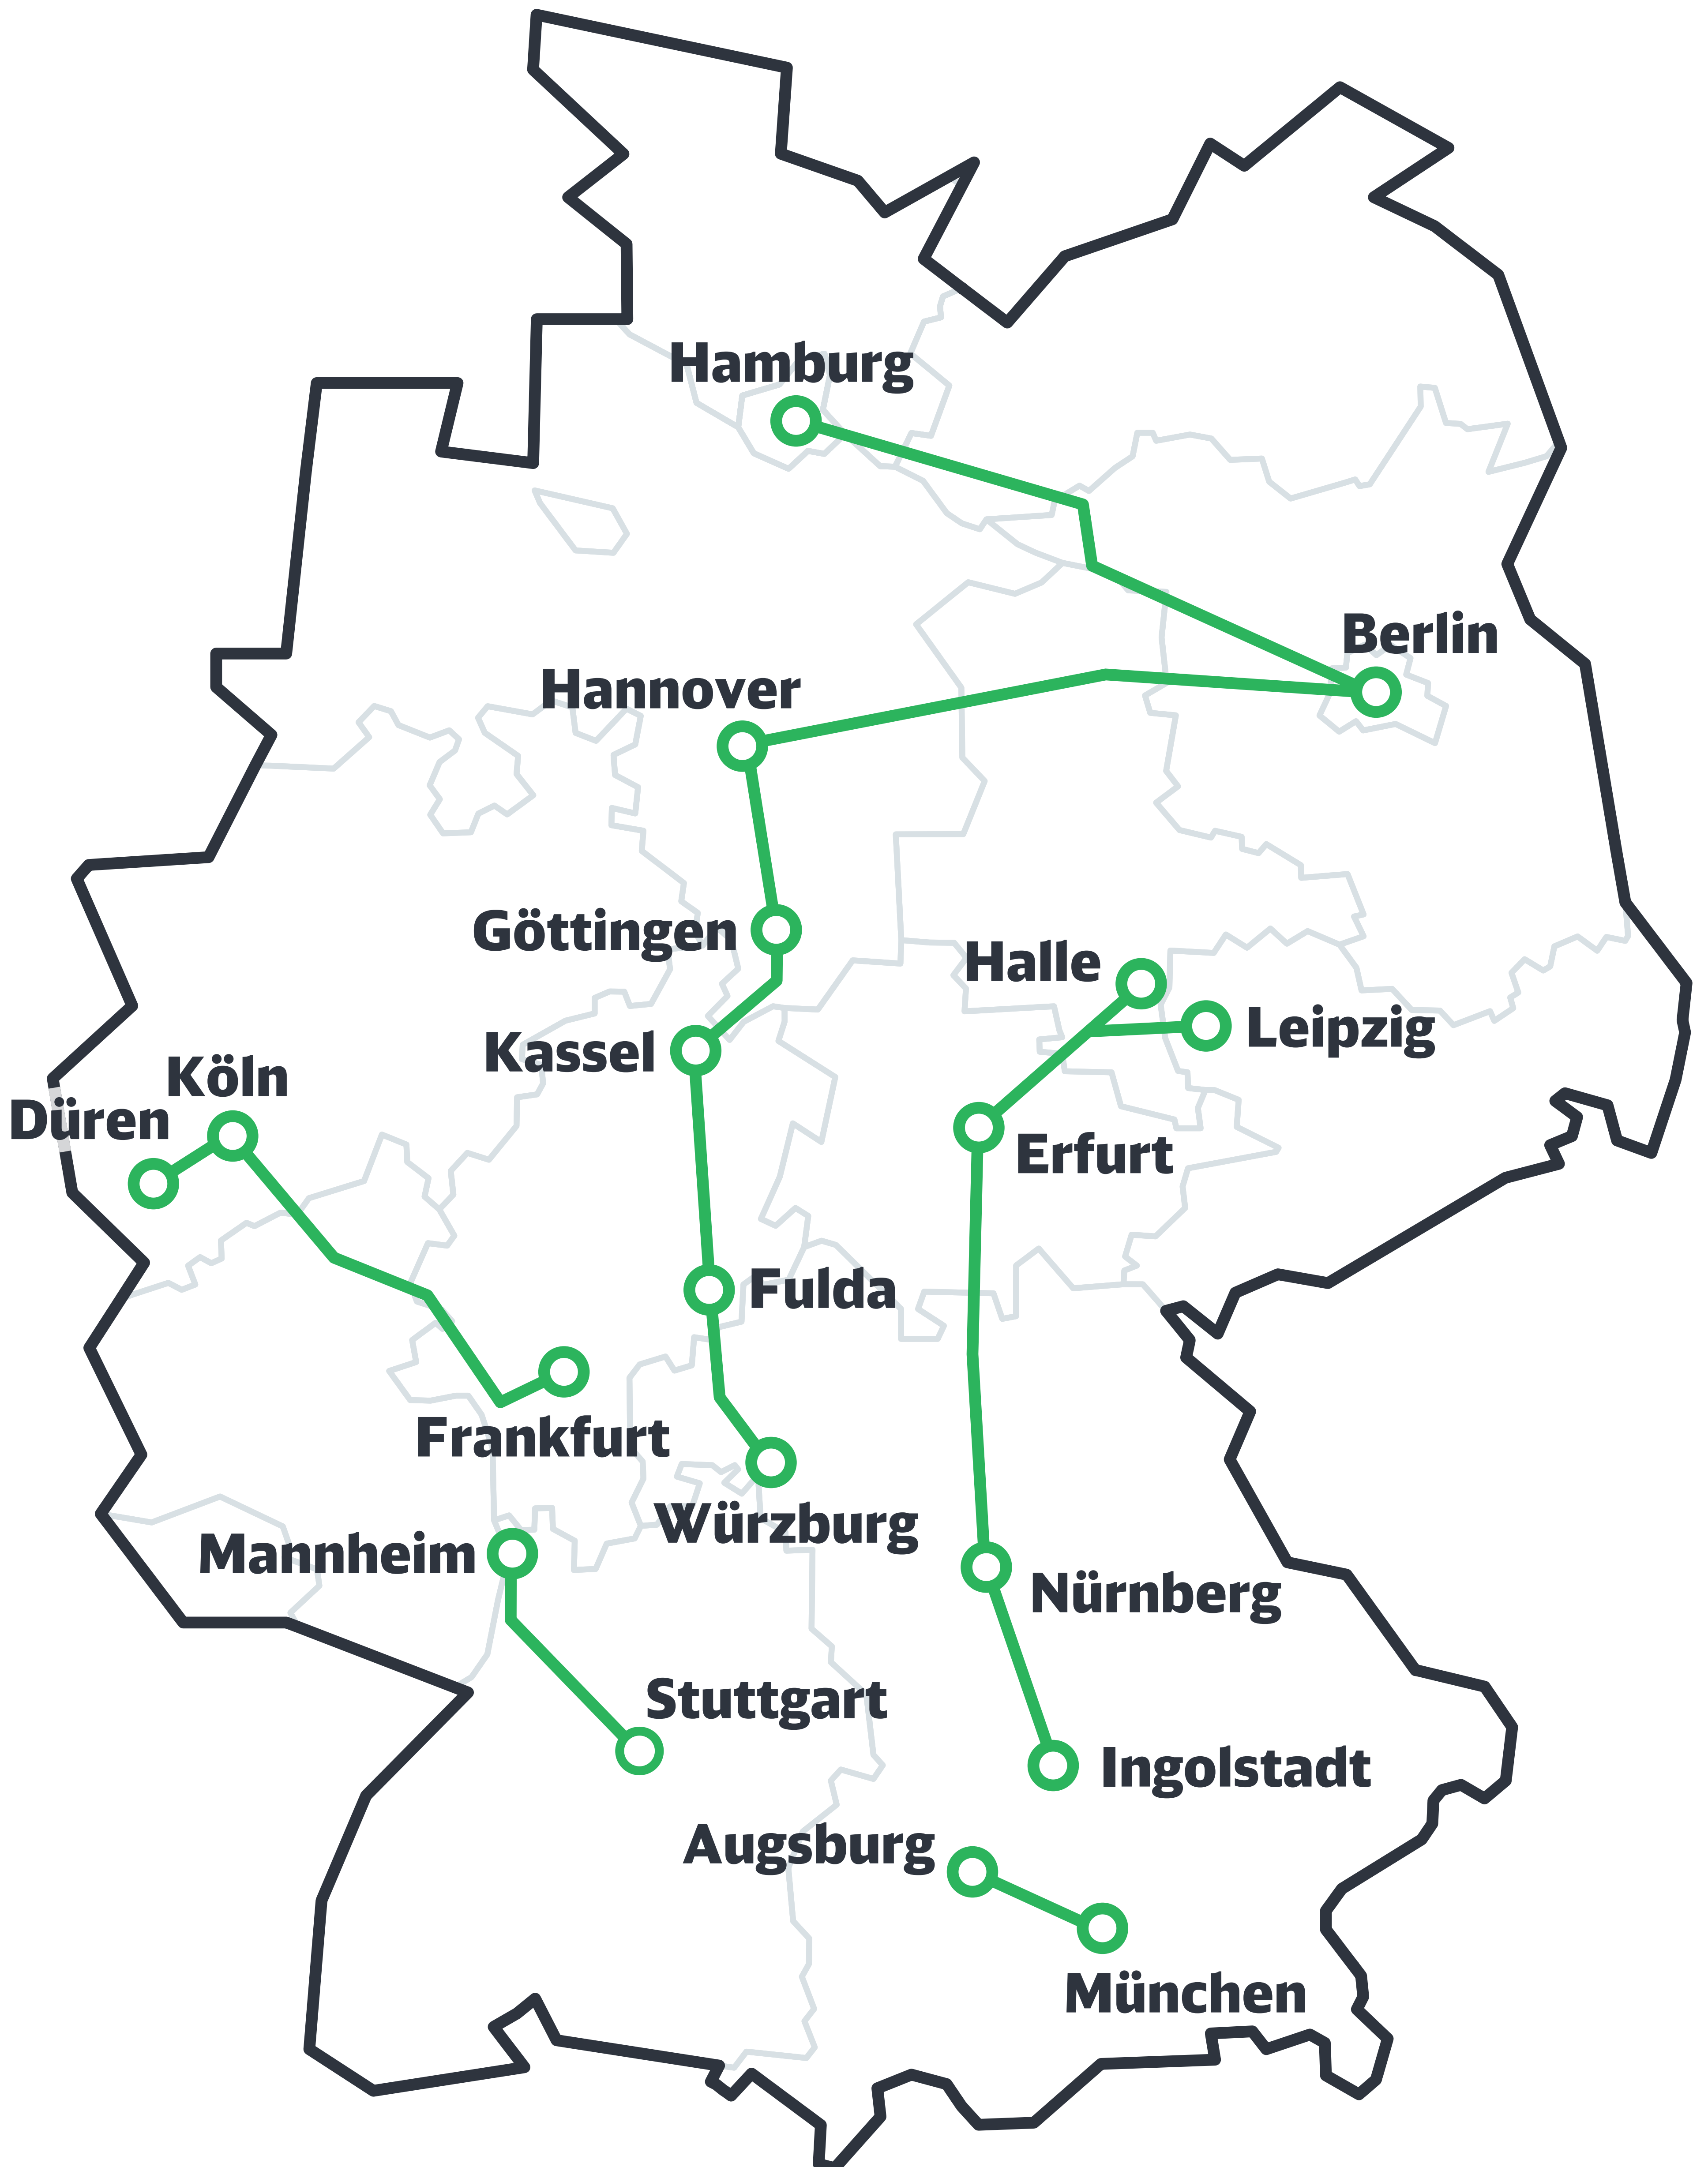 Hamburg
Berlin
Hannover
Göttingen
Halle
Leipzig
Kassel
Köln
Düren
Erfurt
Fulda
Frankfurt
Würzburg
Mannheim
Nürnberg
Stuttgart
Ingolstadt
Augsburg
München